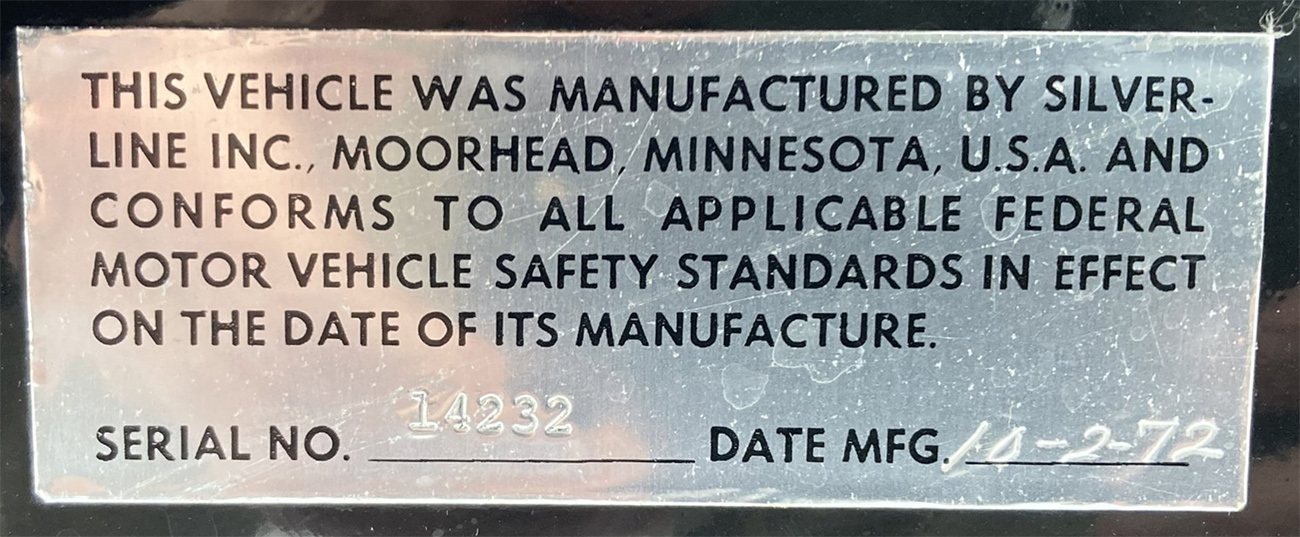 THIS VEHICLE WAS MANUFACTURED BY SILVER-
LINE INC., MOORHEAD, MINNESOTA, U.S.A. AND
CONFORMS TO ALL APPLICABLE FEDERAL
MOTOR VEHICLE SAFETY STANDARDS IN EFFECT
ON THE DATE OF ITS MANUFACTURE.
SERIAL NO. 14232 DATE MFG. 10-2-72